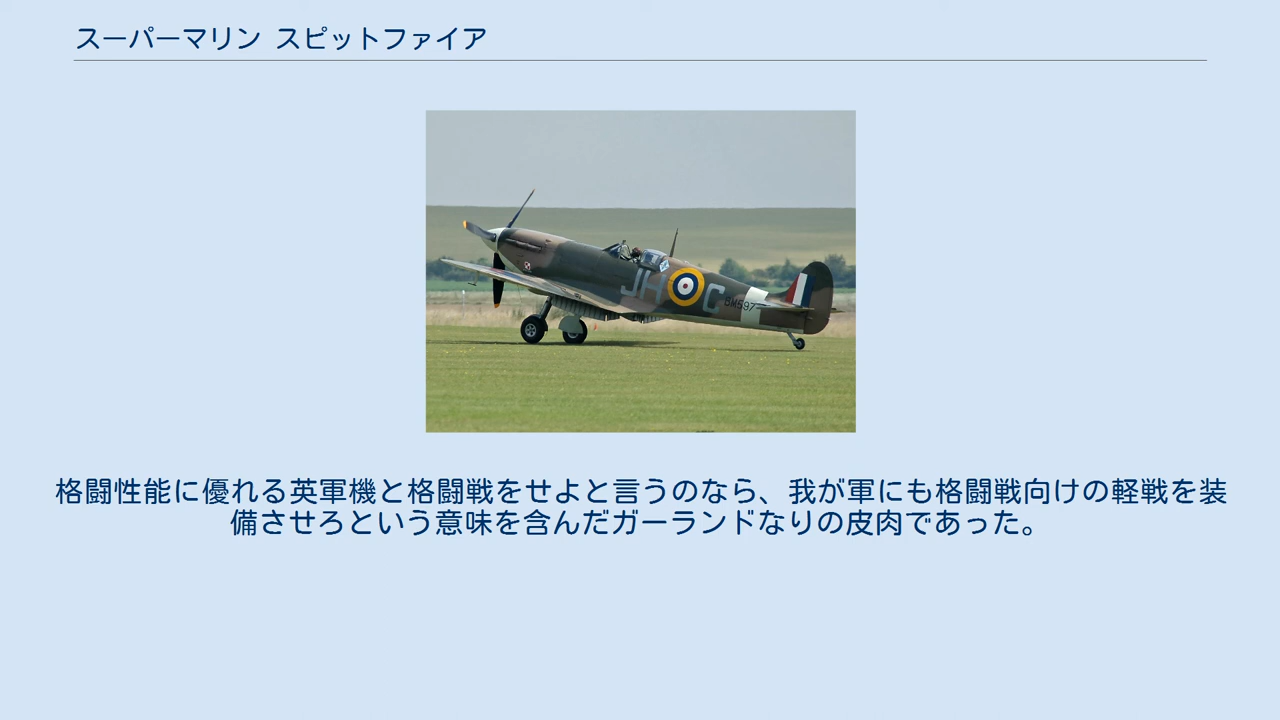 スーパーマリン スピットファイア
JH C BM597
格闘性能に優れる英軍機と格闘戦をせよと言うのなら、我が軍にも格闘戦向けの軽戦を装
備させろという意味を含んだガーランドなりの皮肉であった。